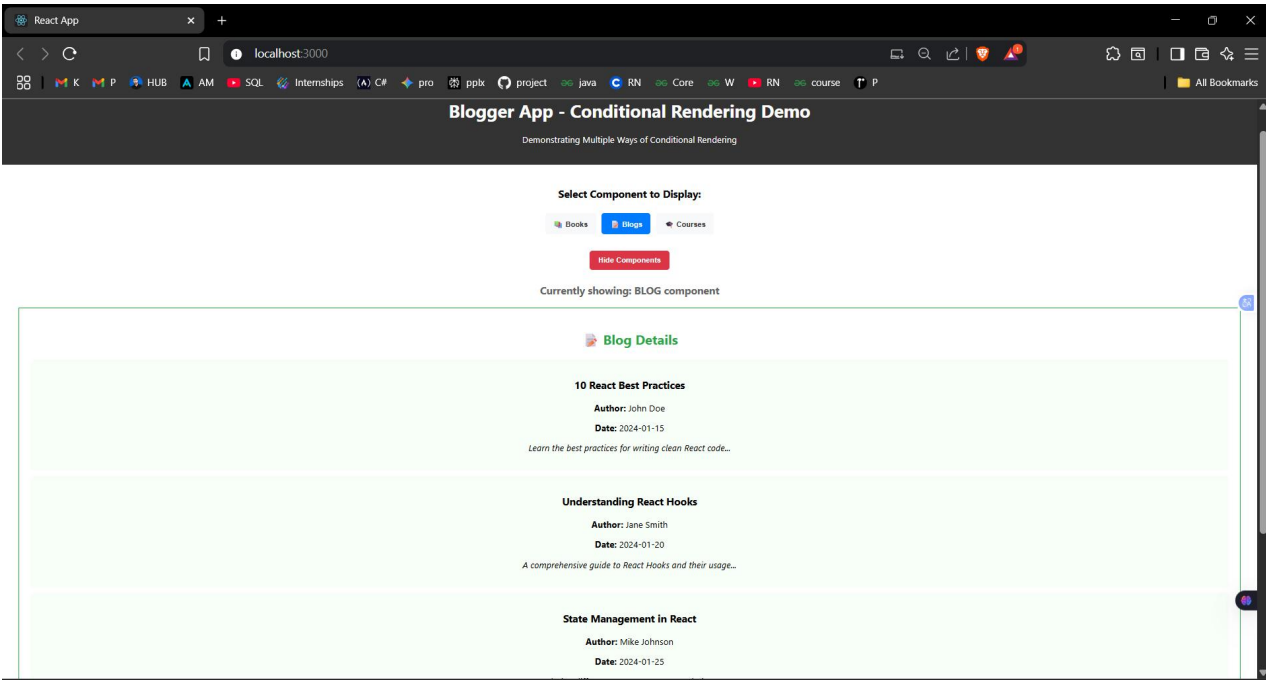 React App
localhost:3000
K P HUB AM SQL Internships C# pro pplx project java RN Core W RN course P All Bookmarks
Blogger App - Conditional Rendering Demo
Demonstrating Multiple Ways of Conditional Rendering
Select Component to Display:
Books Blogs Courses
Hide Components
Currently showing: BLOG component
Blog Details
10 React Best Practices
Author: John Doe
Date: 2024-01-15
Learn the best practices for writing clean React code...
Understanding React Hooks
Author: Jane Smith
Date: 2024-01-20
A comprehensive guide to React Hooks and their usage...
State Management in React
Author: Mike Johnson
Date: 2024-01-25